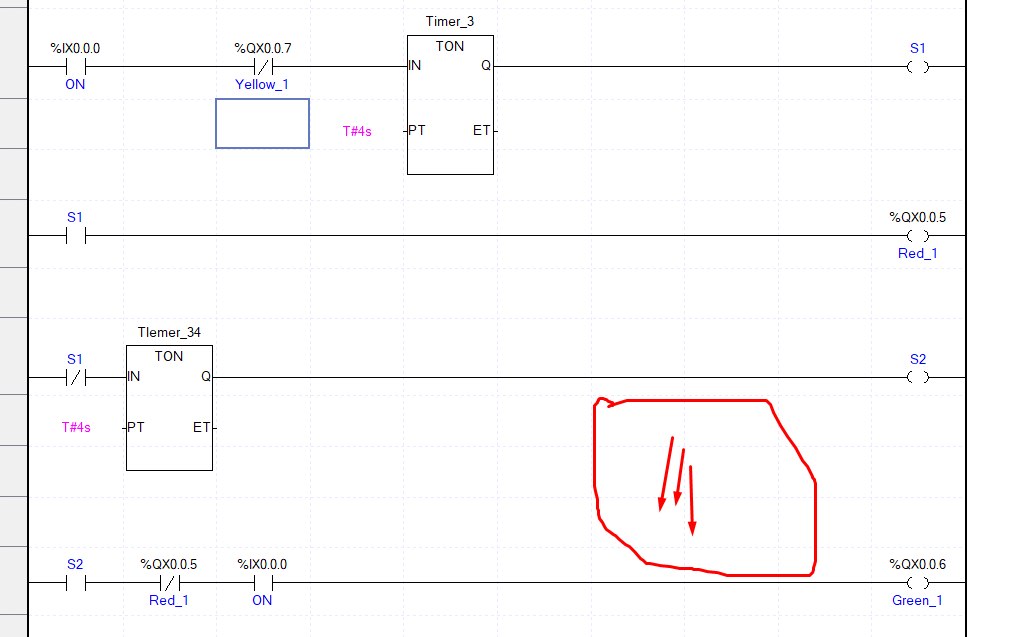 Timer_3
%IX0.0.0 %QX0.0.7 TON S1
IN Q
ON Yellow_1
T#4s PT ET
S1 %QX0.0.5
Red_1
TIemer_34
S1 TON S2
IN Q
T#4s PT ET
S2 %QX0.0.5 %IX0.0.0 %QX0.0.6
Red_1 ON Green_1